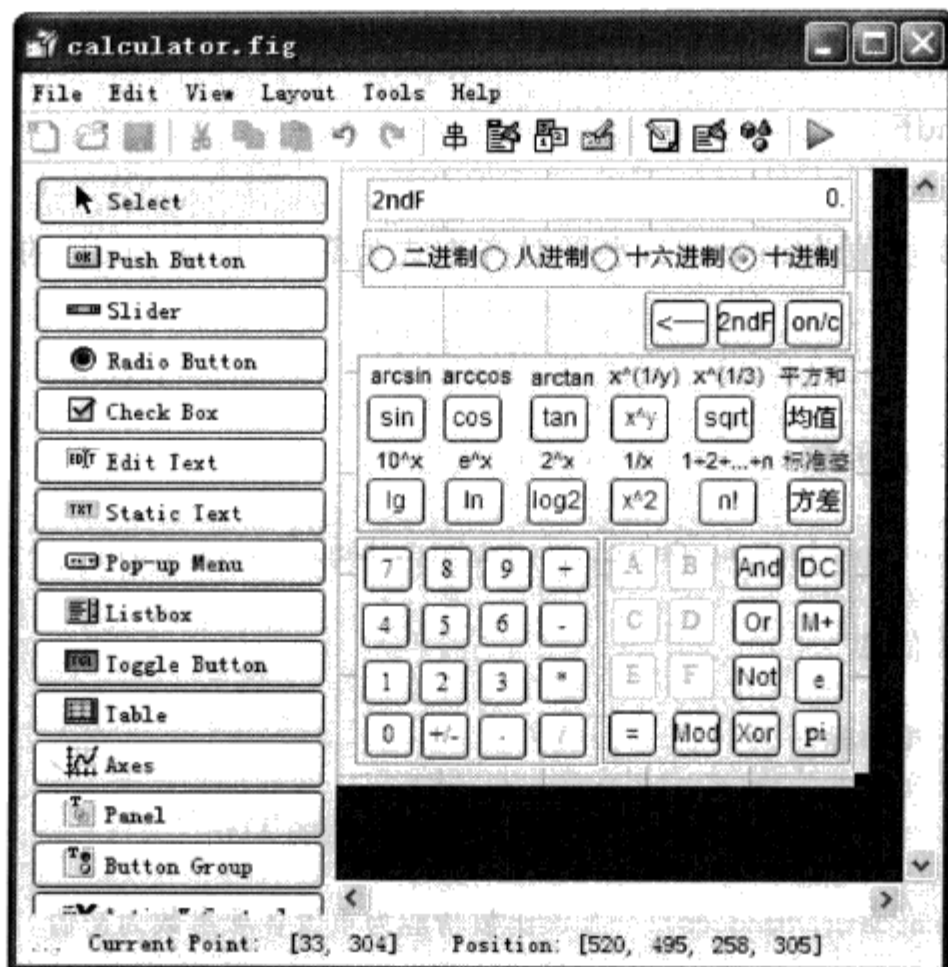 calculator.fig
File Edit View Layout Tools Help
Select
Push Button
Slider
Radio Button
Check Box
Edit Text
Static Text
Pop-up Menu
Listbox
Toggle Button
Table
Axes
Panel
Button Group
2ndF 0.
二进制 八进制 十六进制 十进制
<— 2ndF on/c
arcsin arccos arctan x^(1/y) x^(1/3) 平方和
sin cos tan x^y sqrt 均值
10^x e^x 2^x 1/x 1+2+...+n 标准差
lg ln log2 x^2 n! 方差
7 8 9 + A B And DC
4 5 6 - C D Or M+
1 2 3 * E F Not e
0 +/- . / = Mod Xor pi
Current Point: [33, 304] Position: [520, 495, 258, 305]